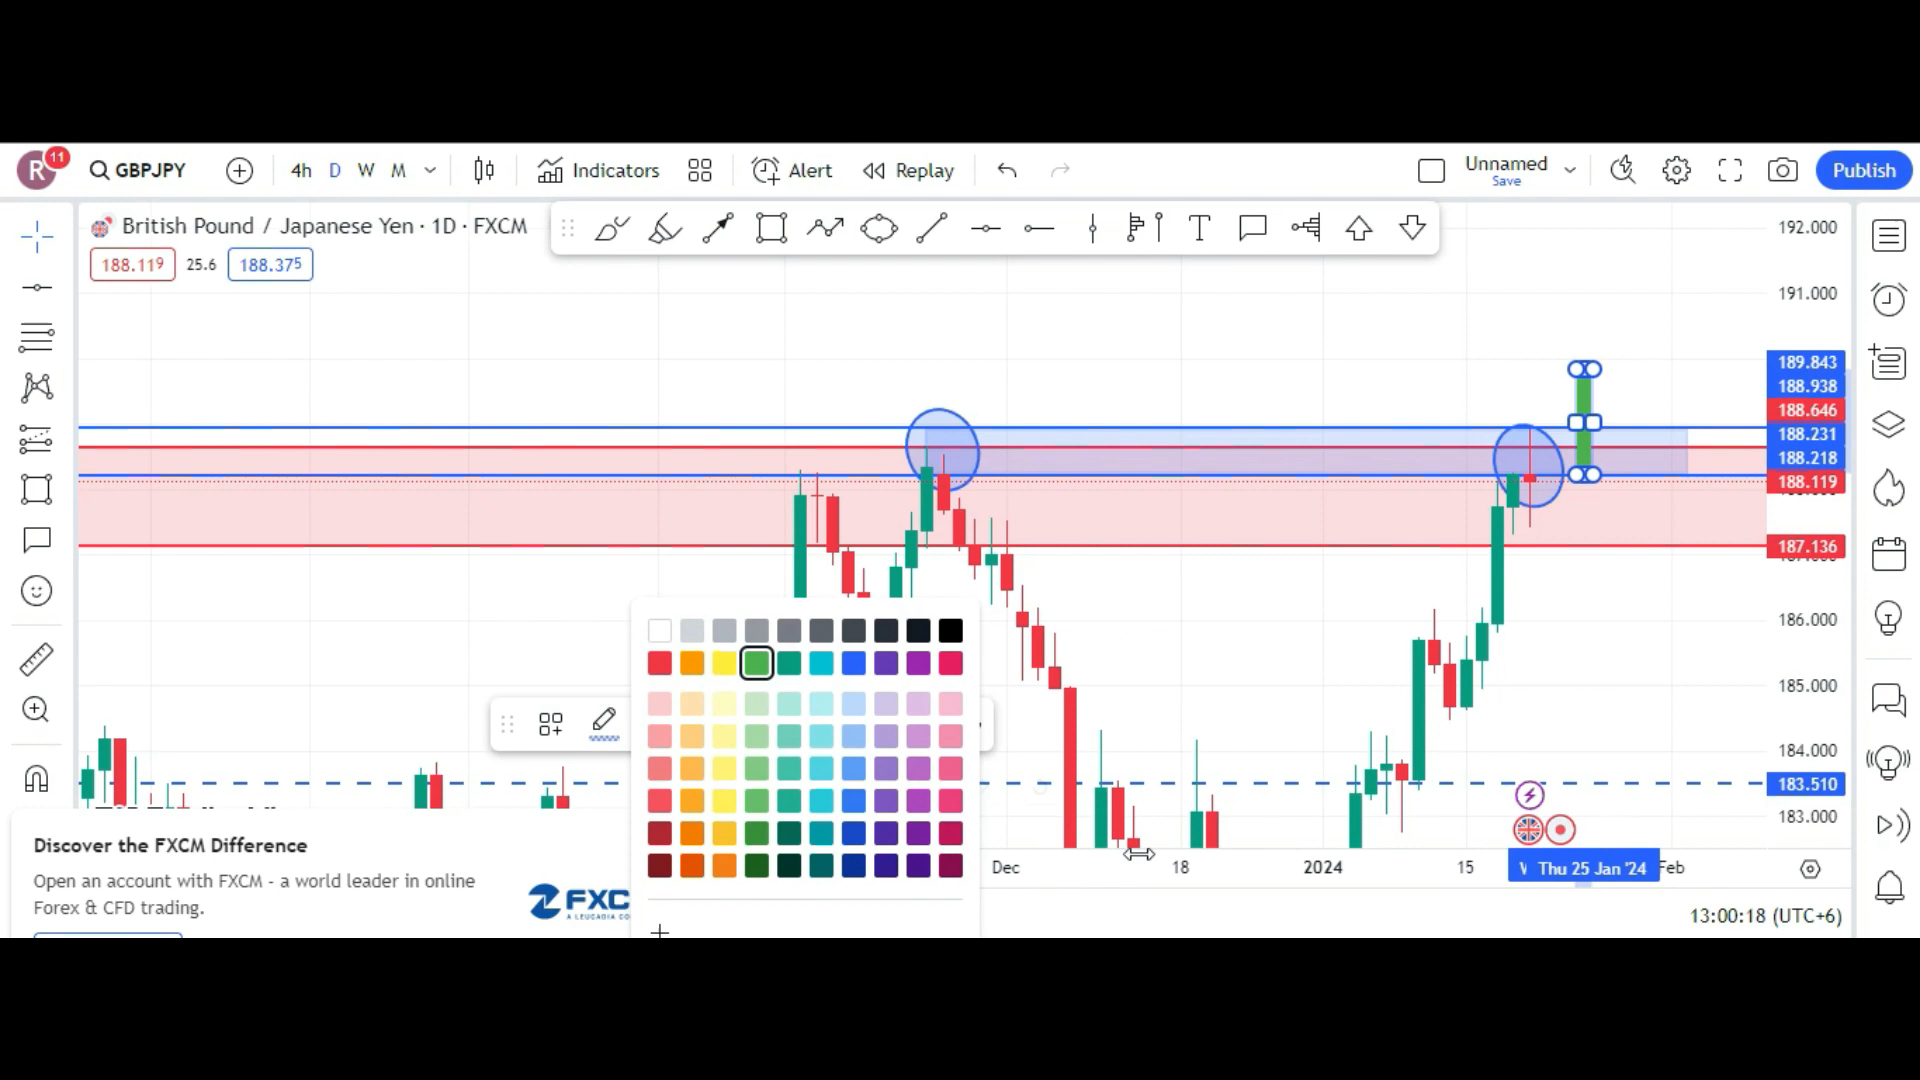 R 11 GBPJPY 4h D W M Indicators Alert Replay Unnamed Save Publish
British Pound / Japanese Yen · 1D · FXCM
188.119 25.6 188.375
T
192.000
191.000
189.843
188.938
188.646
188.231
188.218
188.119
187.136
186.000
185.000
184.000
183.510
183.000
Dec 18 2024 15 Thu 25 Jan '24 Feb
Discover the FXCM Difference
Open an account with FXCM - a world leader in online
Forex & CFD trading.
FXC
A LEUCADIA CO
13:00:18 (UTC+6)